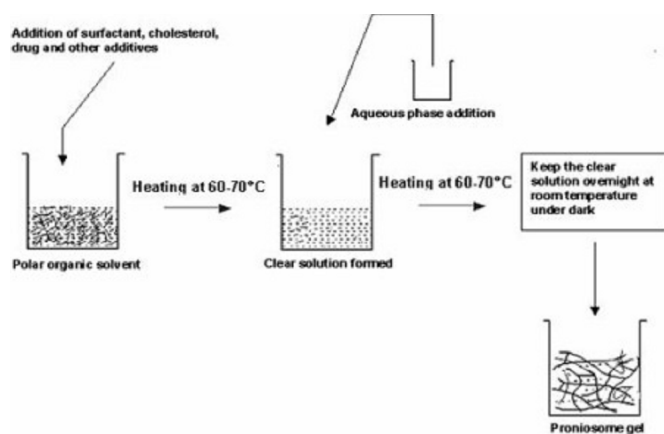 Addition of surfactant, cholesterol,
drug and other additives
Aqueous phase addition
Heating at 60-70°C
Heating at 60-70°C
Keep the clear
solution overnight at
room temperature
under dark
Polar organic solvent
Clear solution formed
Proniosome gel